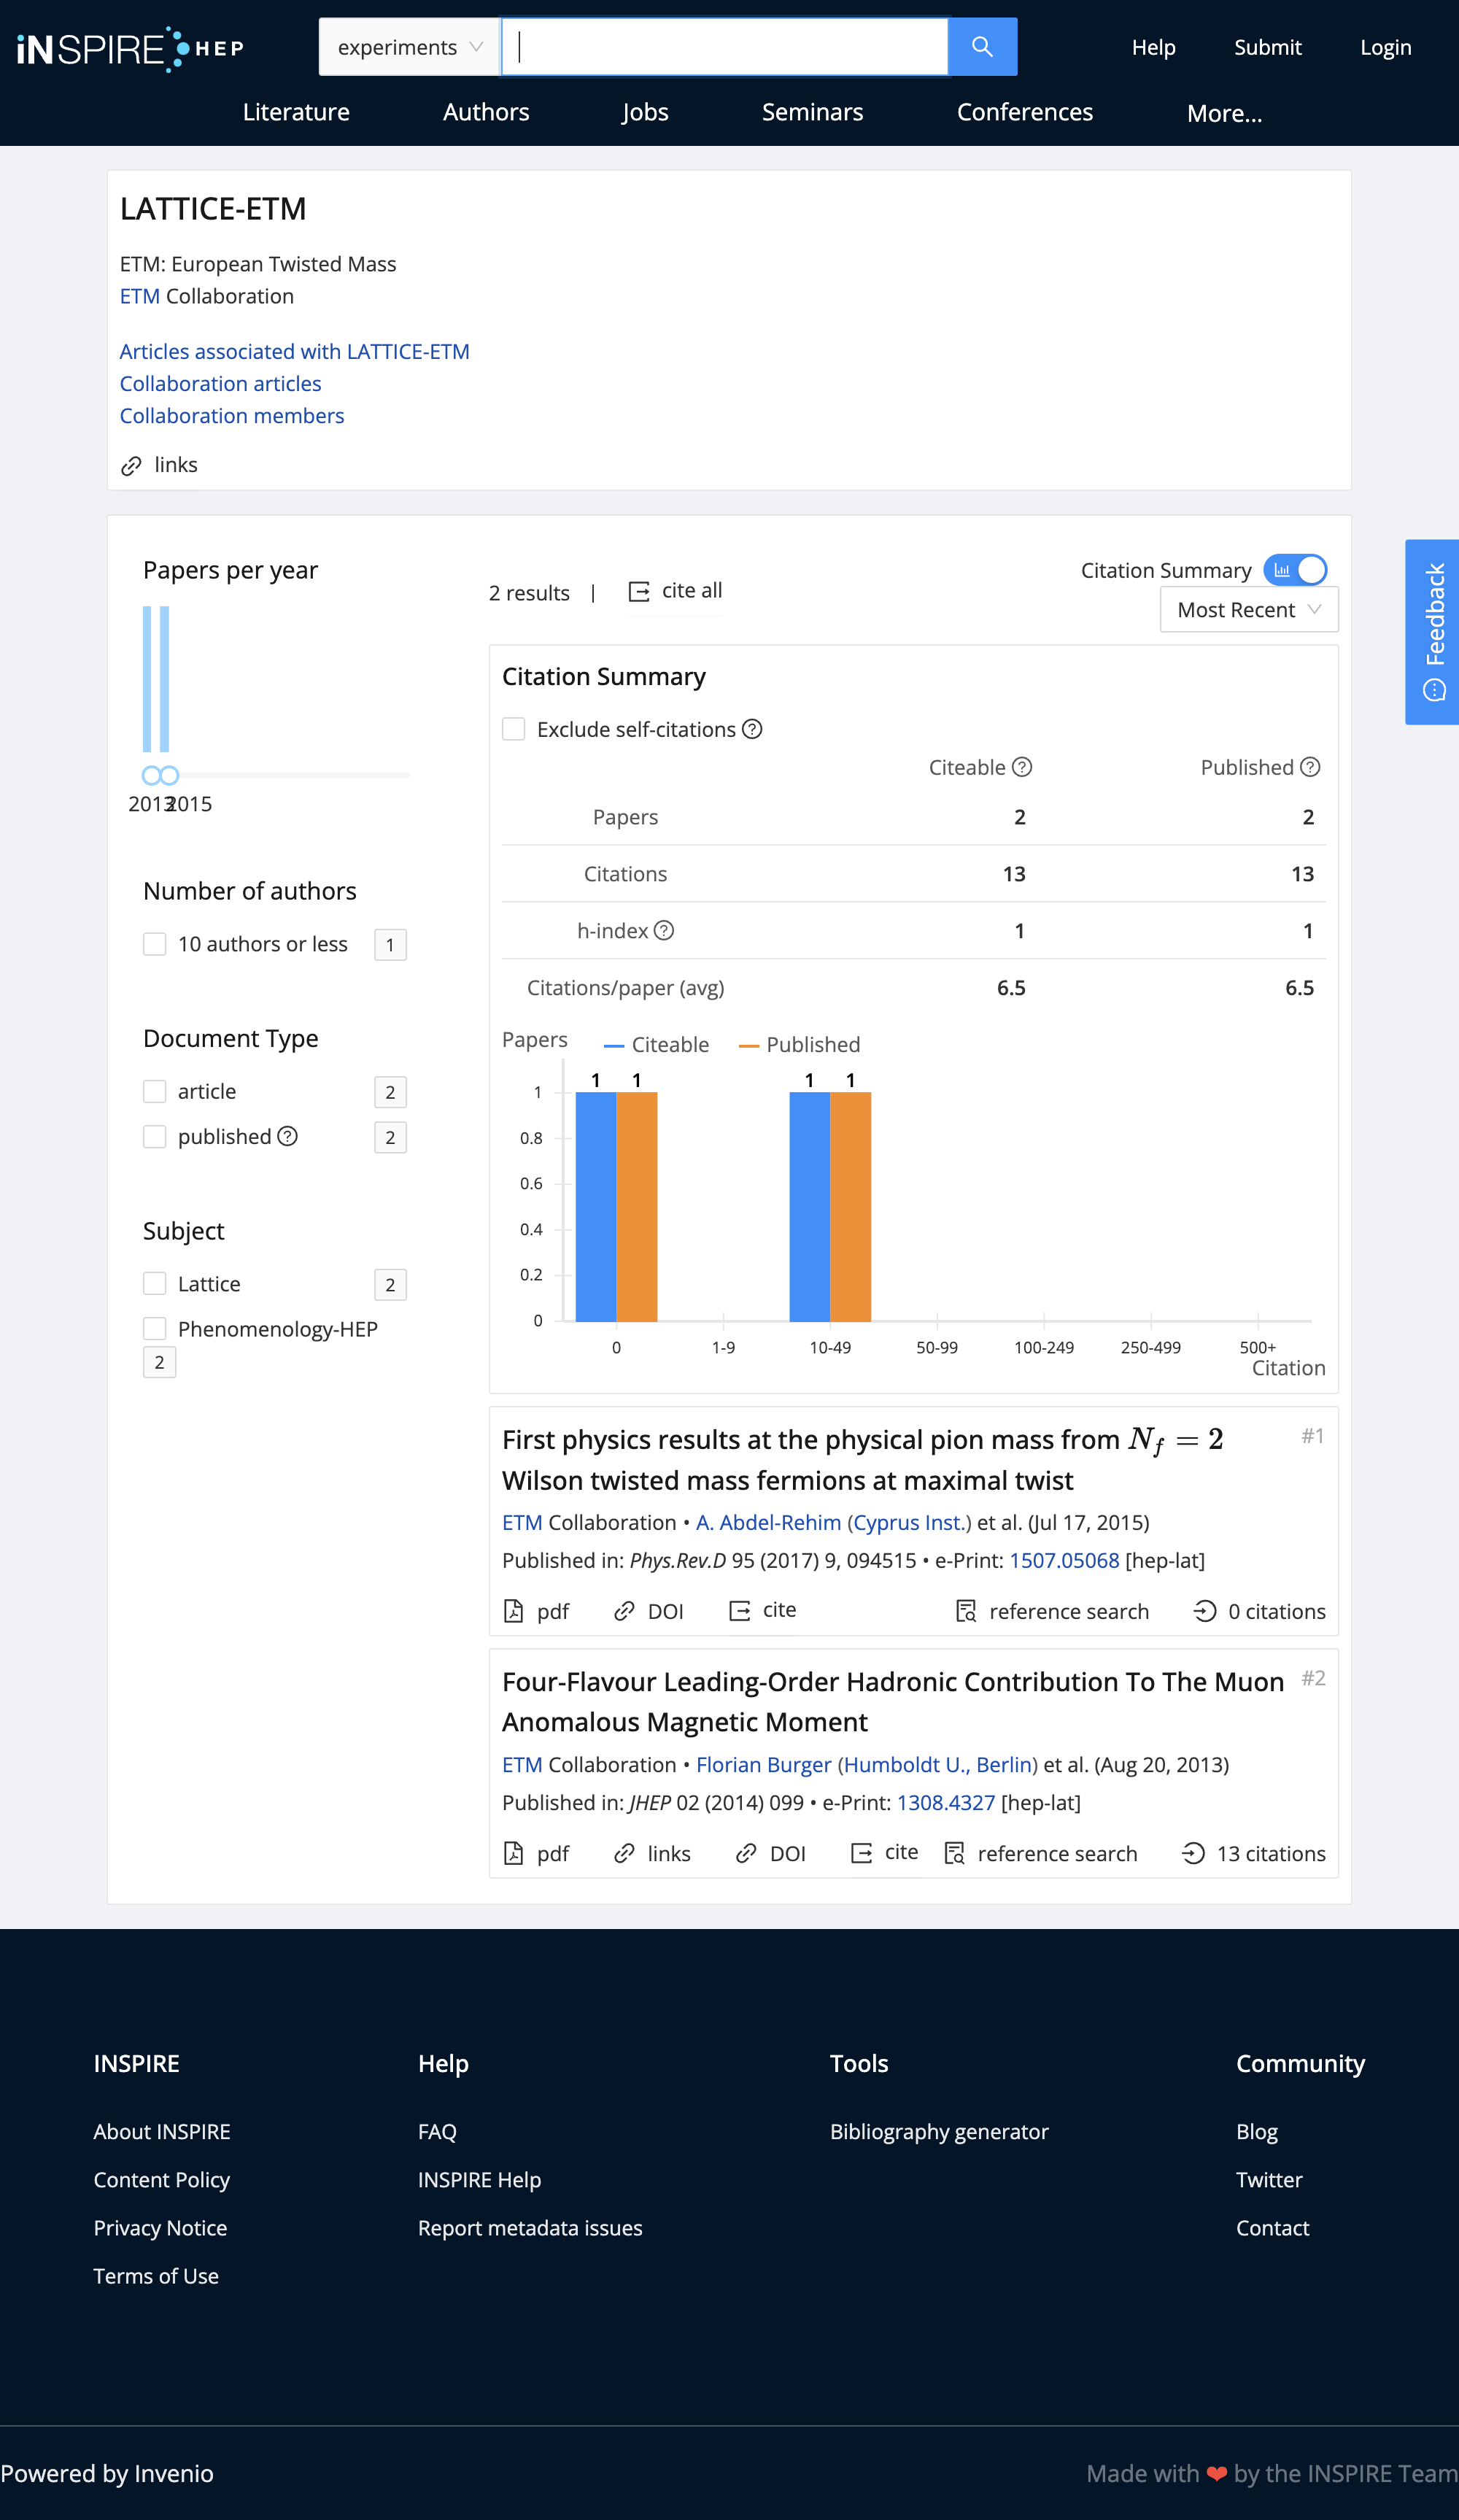 iNSPIRE HEP
experiments
Help Submit Login
Literature Authors Jobs Seminars Conferences More...
LATTICE-ETM
ETM: European Twisted Mass
ETM Collaboration
Articles associated with LATTICE-ETM
Collaboration articles
Collaboration members
links
Papers per year
2013 2015
Number of authors
10 authors or less 1
Document Type
article 2
published 2
Subject
Lattice 2
Phenomenology-HEP
2
2 results | cite all
Citation Summary
Most Recent
Citation Summary
Exclude self-citations
Citeable Published
Papers 2 2
Citations 13 13
h-index 1 1
Citations/paper (avg) 6.5 6.5
Papers Citeable Published
1 1 1 1
1
0.8
0.6
0.4
0.2
0
0 1-9 10-49 50-99 100-249 250-499 500+
Citation
First physics results at the physical pion mass from N_f = 2 #1
Wilson twisted mass fermions at maximal twist
ETM Collaboration • A. Abdel-Rehim (Cyprus Inst.) et al. (Jul 17, 2015)
Published in: Phys.Rev.D 95 (2017) 9, 094515 • e-Print: 1507.05068 [hep-lat]
pdf DOI cite reference search 0 citations
Four-Flavour Leading-Order Hadronic Contribution To The Muon #2
Anomalous Magnetic Moment
ETM Collaboration • Florian Burger (Humboldt U., Berlin) et al. (Aug 20, 2013)
Published in: JHEP 02 (2014) 099 • e-Print: 1308.4327 [hep-lat]
pdf links DOI cite reference search 13 citations
Feedback
INSPIRE
About INSPIRE
Content Policy
Privacy Notice
Terms of Use
Help
FAQ
INSPIRE Help
Report metadata issues
Tools
Bibliography generator
Community
Blog
Twitter
Contact
Powered by Invenio
Made with ❤ by the INSPIRE Team